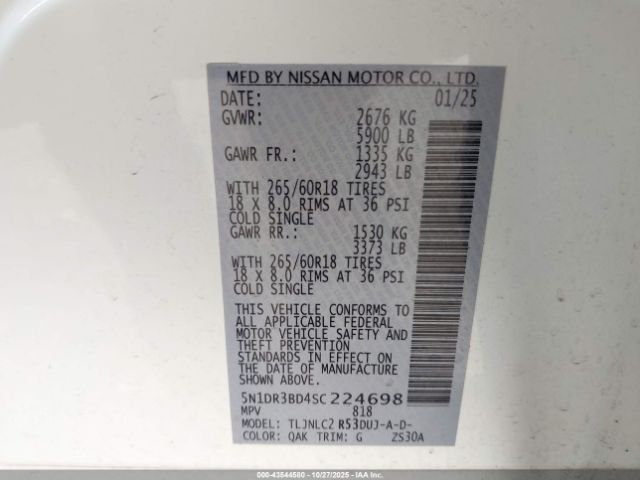 MFD BY NISSAN MOTOR CO., LTD.
DATE: 01/25
GVWR: 2676 KG
5900 LB
GAWR FR.: 1335 KG
2943 LB
WITH 265/60R18 TIRES
18 X 8.0 RIMS AT 36 PSI
COLD SINGLE
GAWR RR.: 1530 KG
3373 LB
WITH 265/60R18 TIRES
18 X 8.0 RIMS AT 36 PSI
COLD SINGLE
THIS VEHICLE CONFORMS TO
ALL APPLICABLE FEDERAL
MOTOR VEHICLE SAFETY AND
THEFT PREVENTION
STANDARDS IN EFFECT ON
THE DATE OF MANUFACTURE
SHOWN ABOVE.
5N1DR3BD4SC224698
MPV 818
MODEL: TLJNLC2 R53DUJ-A-D-
COLOR: QAK TRIM: G ZS30A
000-43544580 - 10/27/2025 - IAAI.COM